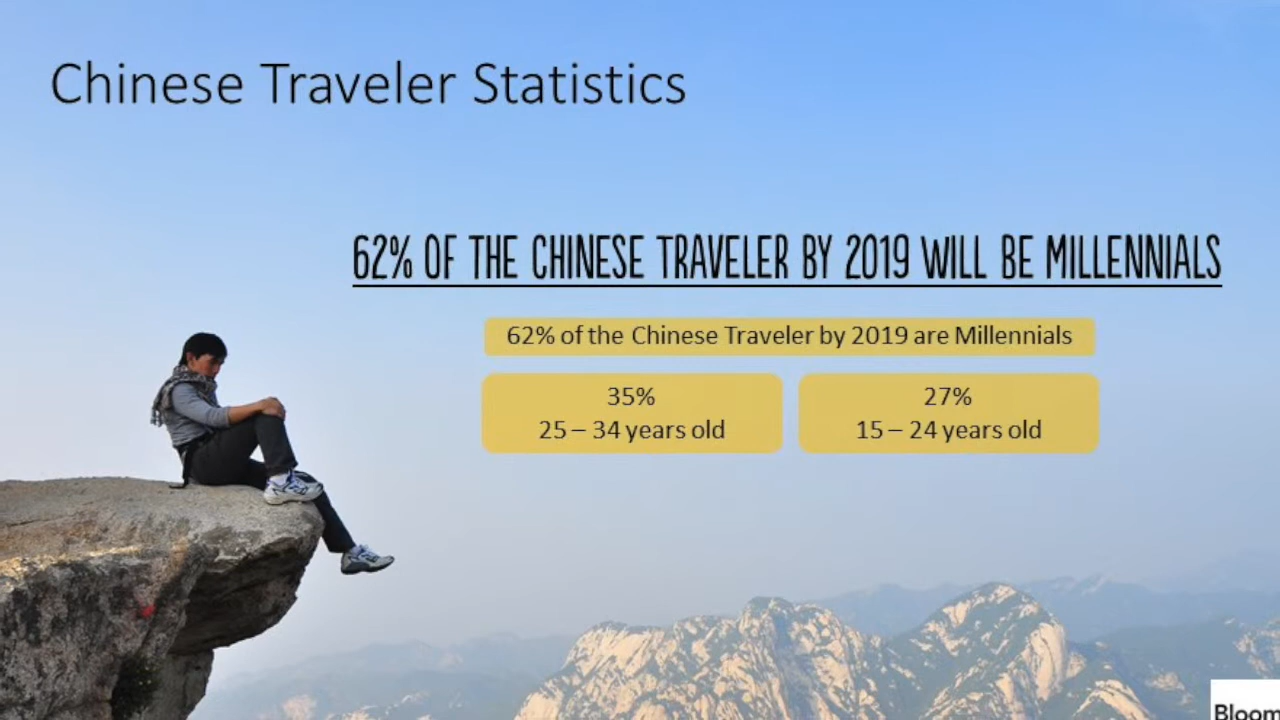 Chinese Traveler Statistics
62% OF THE CHINESE TRAVELER BY 2019 WILL BE MILLENNIALS
62% of the Chinese Traveler by 2019 are Millennials
35%
25 – 34 years old
27%
15 – 24 years old
Bloom